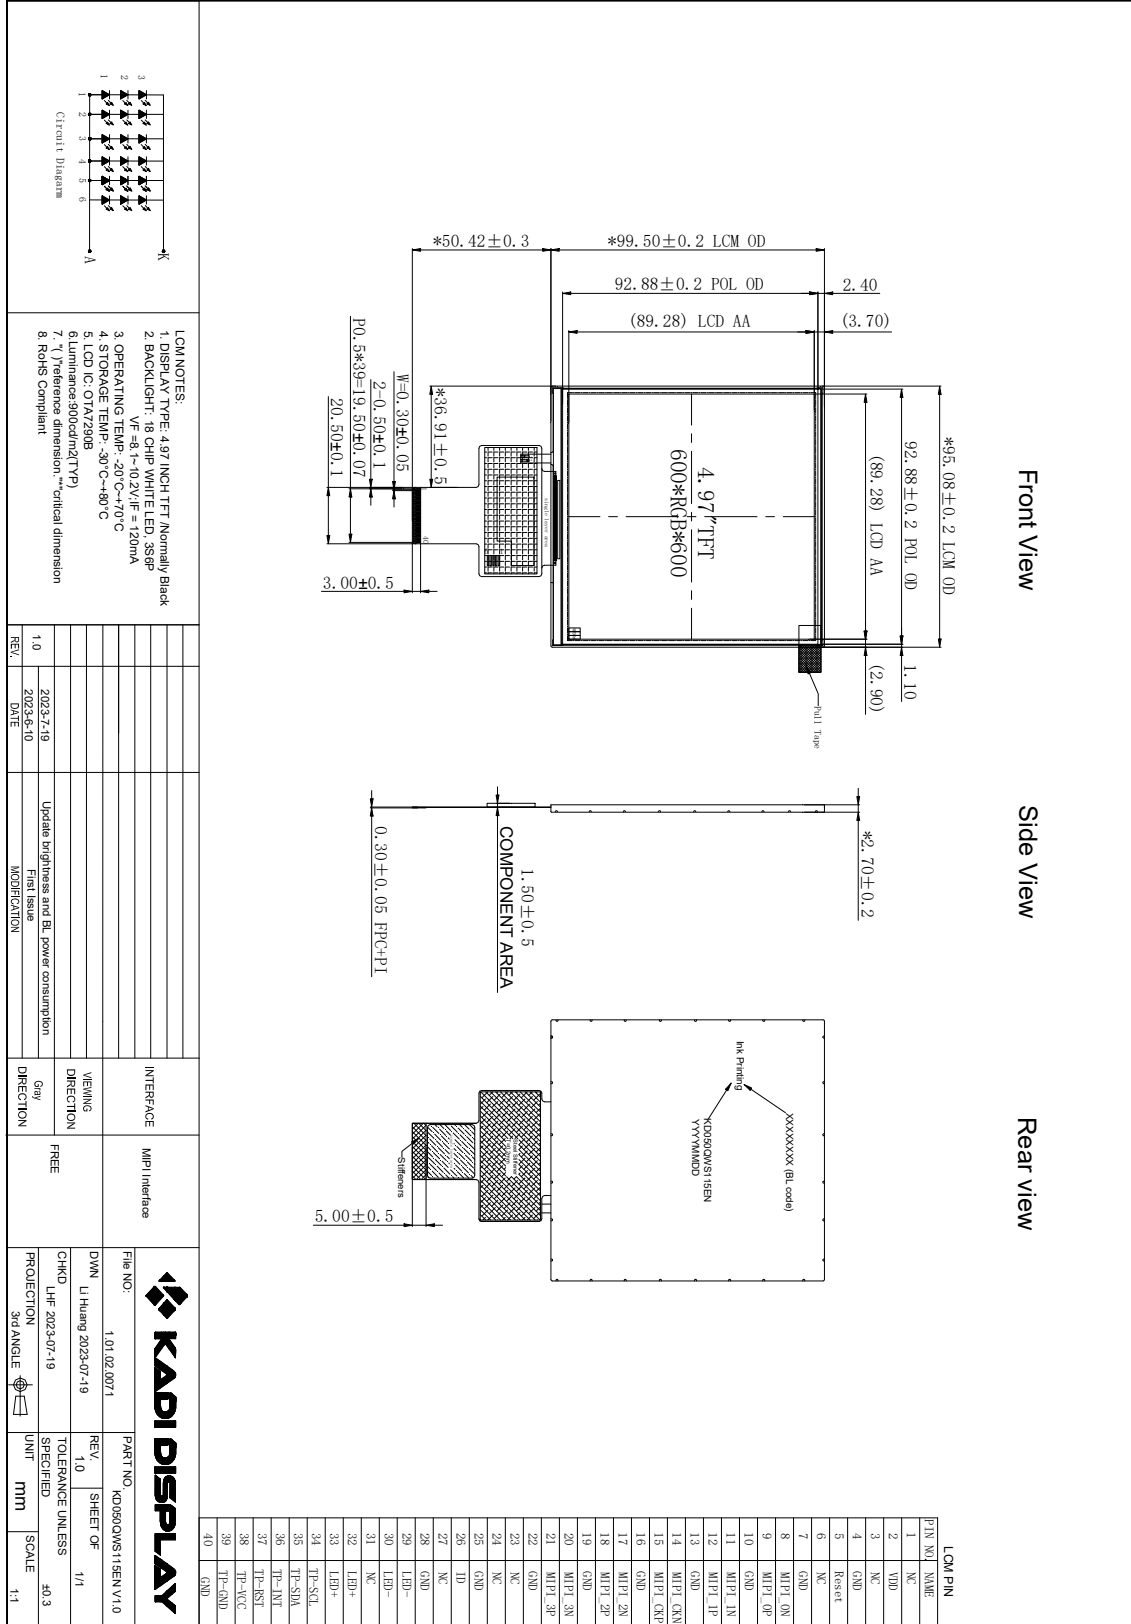 Front View
Side View
Rear view
*95.08±0.2 LCM OD
92.88±0.2 POL OD
1.10
(89.28) LCD AA
(2.90)
*99.50±0.2 LCM OD
92.88±0.2 POL OD
2.40
(89.28) LCD AA
(3.70)
*50.42±0.3
4.97"TFT
600*RGB*600
Pull Tape
single layer area
40
*36.91±0.5
W=0.30±0.05
2-0.50±0.1
P0.5*39=19.50±0.07
20.50±0.1
3.00±0.5
*2.70±0.2
1.50±0.5
COMPONENT AREA
0.30±0.05 FPC+PI
XXXXXXXX (BL code)
Ink Printing
KD050QWS115EN
YYYYMMDD
Stiffeners
5.00±0.5
LCM PIN
PIN NO. NAME
1 NC
2 VDD
3 NC
4 GND
5 Reset
6 NC
7 GND
8 MIPI_0N
9 MIPI_0P
10 GND
11 MIPI_1N
12 MIPI_1P
13 GND
14 MIPI_CKN
15 MIPI_CKP
16 GND
17 MIPI_2N
18 MIPI_2P
19 GND
20 MIPI_3N
21 MIPI_3P
22 GND
23 NC
24 NC
25 GND
26 ID
27 NC
28 GND
29 LED-
30 LED-
31 NC
32 LED+
33 LED+
34 TP-SCL
35 TP-SDA
36 TP-INT
37 TP-RST
38 TP-VCC
39 TP-GND
40 GND
3
2
1
1 2 3 4 5 6
K
A
Circuit Diagarm
LCM NOTES:
1. DISPLAY TYPE: 4.97 INCH TFT /Normally Black
2. BACKLIGHT: 18 CHIP WHITE LED, 3S6P
VF =8.1~10.2V; IF = 120mA
3. OPERATING TEMP: -20°C~+70°C
4. STORAGE TEMP: -30°C~+80°C
5. LCD IC: OTA7290B
6.Luminance:900cd/m2(TYP)
7. "( )"reference dimension."*"critical dimension
8. RoHS Compliant
2023-7-19 Update brightness and BL power consumption
1.0 2023-6-10 First Issue
REV. DATE MODIFICATION
INTERFACE MIPI Interface
VIEWING DIRECTION FREE
Gray DIRECTION
KADI DISPLAY
File NO: 1.01.02.0071
PART NO. KD050QWS115EN V1.0
DWN Li Huang 2023-07-19
REV. 1.0
SHEET OF 1/1
CHKD LHF 2023-07-19
TOLERANCE UNLESS SPECIFIED ±0.3
PROJECTION 3rd ANGLE
UNIT mm
SCALE 1:1